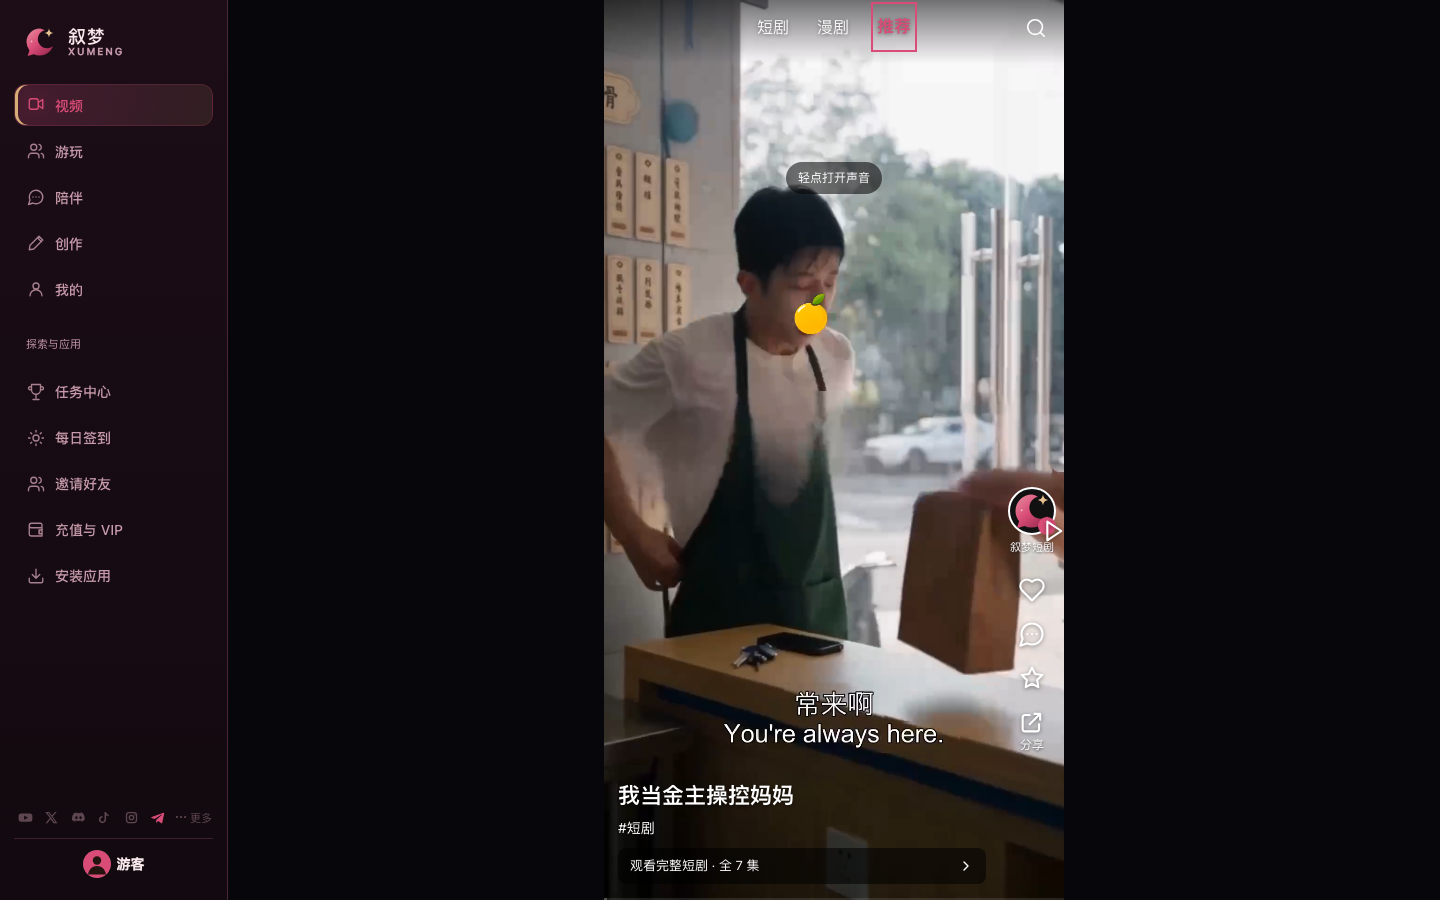 叙梦
XUMENG
视频
游玩
陪伴
创作
我的
探索与应用
任务中心
每日签到
邀请好友
充值与 VIP
安装应用
更多
游客
短剧
漫剧
推荐
轻点打开声音
叙梦短剧
分享
常来啊
You're always here.
我当金主操控妈妈
#短剧
观看完整短剧 · 全 7 集